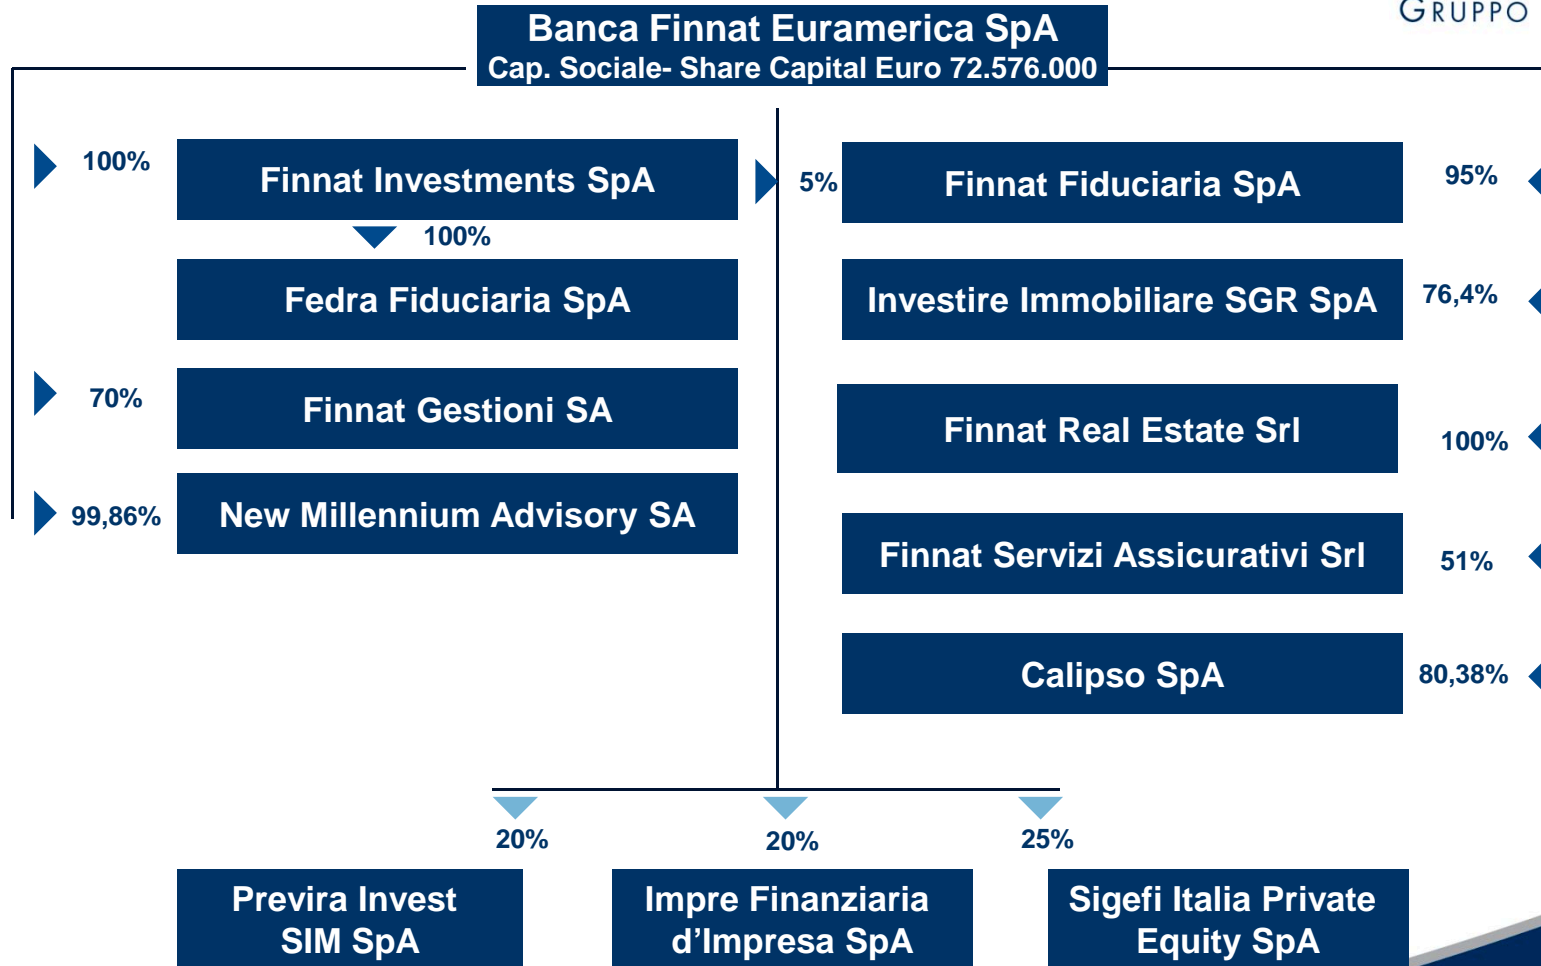 GRUPPO
Banca Finnat Euramerica SpA
Cap. Sociale- Share Capital Euro 72.576.000
100%
Finnat Investments SpA
5%
Finnat Fiduciaria SpA
95%
100%
Fedra Fiduciaria SpA
Investire Immobiliare SGR SpA
76,4%
70%
Finnat Gestioni SA
Finnat Real Estate Srl
100%
99,86%
New Millennium Advisory SA
Finnat Servizi Assicurativi Srl
51%
Calipso SpA
80,38%
20%
20%
25%
Previra Invest
SIM SpA
Impre Finanziaria
d’Impresa SpA
Sigefi Italia Private
Equity SpA